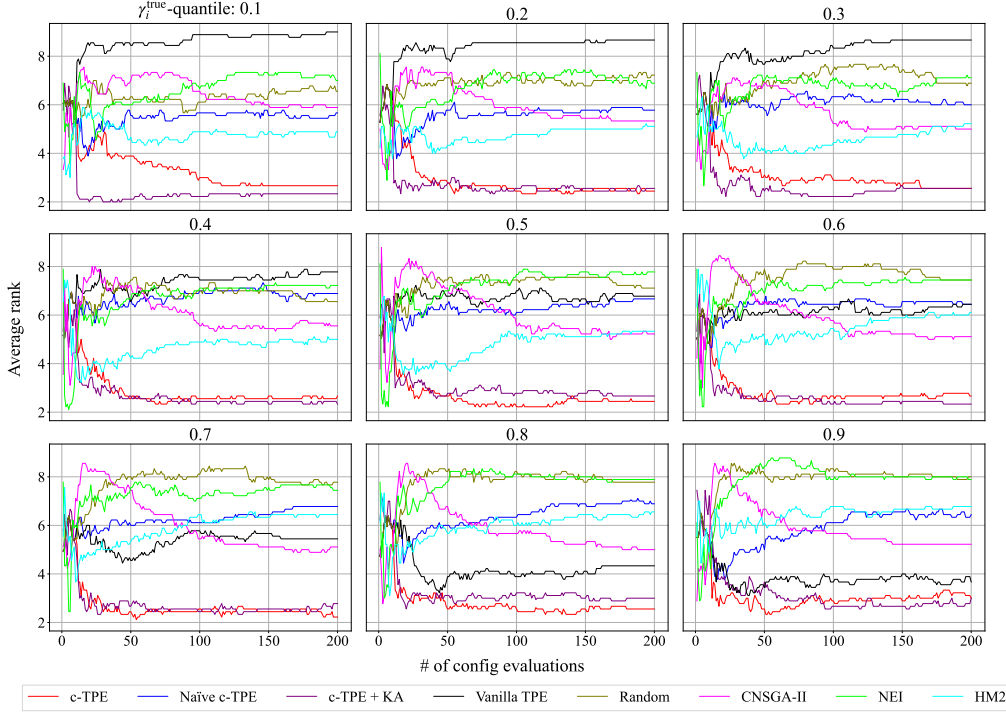 γ_i^true-quantile: 0.1
0.2
0.3
8
6
4
2
0.4
0.5
0.6
Average rank
8
6
4
2
0.7
0.8
0.9
8
6
4
2
0 50 100 150 200
0 50 100 150 200
0 50 100 150 200
# of config evaluations
c-TPE Naïve c-TPE c-TPE + KA Vanilla TPE Random CNSGA-II NEI HM2